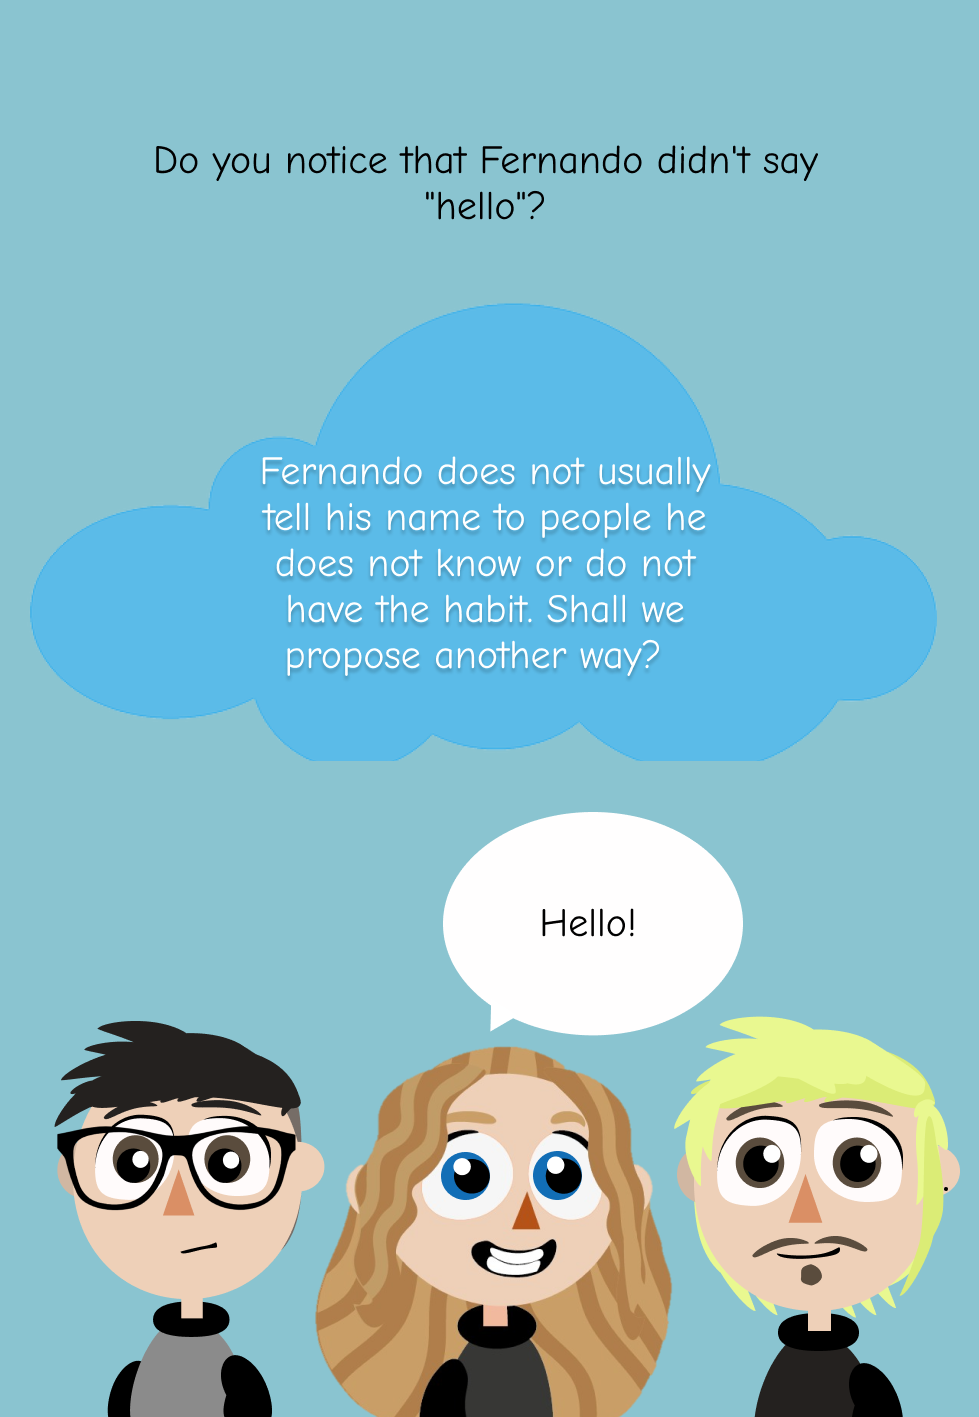 Do you notice that Fernando didn't say
"hello"?
Fernando does not usually
tell his name to people he
does not know or do not
have the habit. Shall we
propose another way?
Hello!